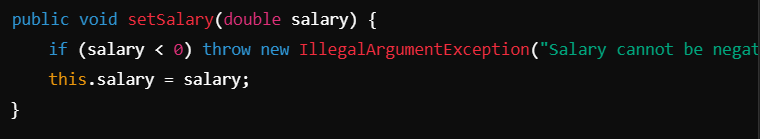 public void setSalary(double salary) {
    if (salary < 0) throw new IllegalArgumentException("Salary cannot be negat
    this.salary = salary;
}